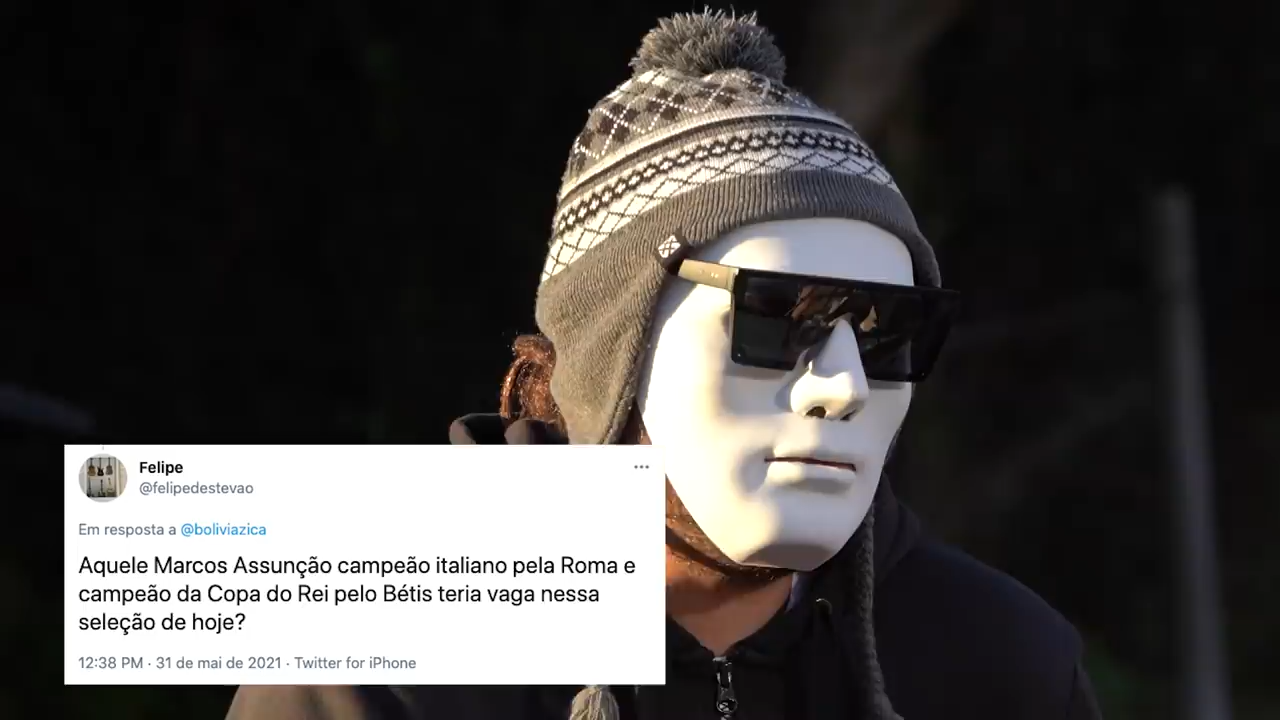 Felipe
@felipedestevao
Em resposta a @boliviazica
Aquele Marcos Assunção campeão italiano pela Roma e
campeão da Copa do Rei pelo Bétis teria vaga nessa
seleção de hoje?
12:38 PM · 31 de mai de 2021 · Twitter for iPhone